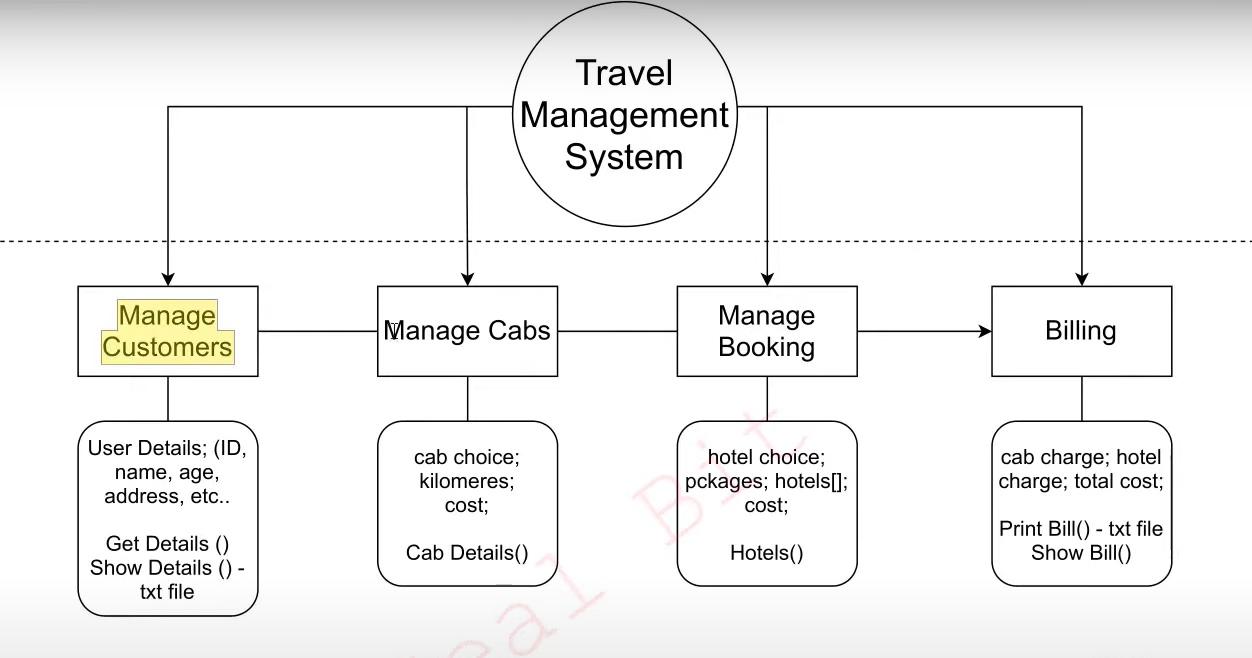 Travel
Management
System
Manage
Customers
Manage Cabs
Manage
Booking
Billing
User Details; (ID,
name, age,
address, etc..
Get Details ()
Show Details () -
txt file
cab choice;
kilomeres;
cost;
Cab Details()
hotel choice;
pckages; hotels[];
cost;
Hotels()
cab charge; hotel
charge; total cost;
Print Bill() - txt file
Show Bill()
Bit